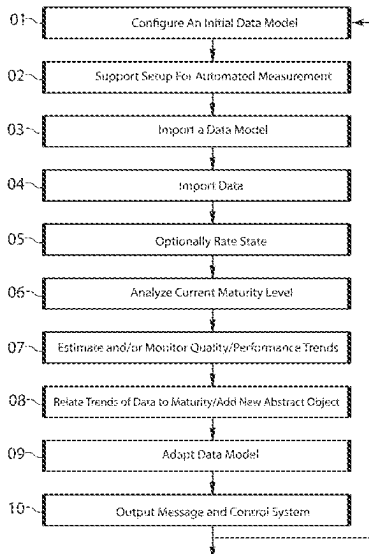 01 Configure An Initial Data Model
02 Support Setup For Automated Measurement
03 Import a Data Model
04 Import Data
05 Optionally Rate State
06 Analyze Current Maturity Level
07 Estimate and/or Monitor Quality/Performance Trends
08 Relate Trends of Data to Maturity/Add New Abstract Object
09 Adapt Data Model
10 Output Message and Control System